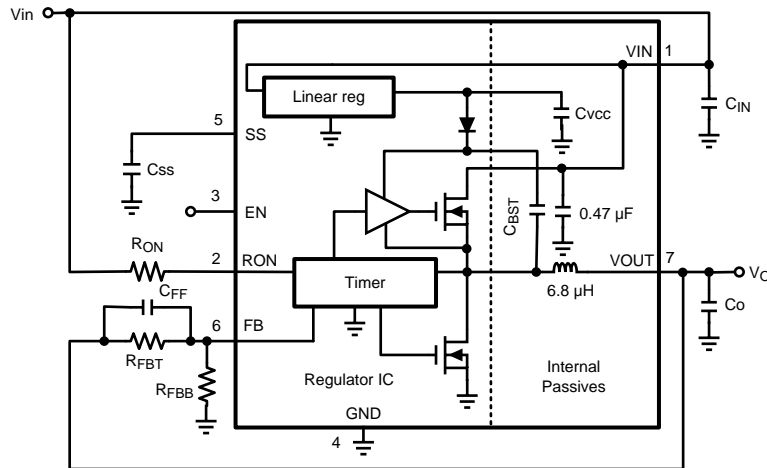 Vin
VIN 1
Linear reg
Cvcc
CIN
5
SS
Css
3
EN
CBST
0.47 µF
RON
2 RON
Timer
VOUT 7
VO
6.8 µH
CFF
Co
6 FB
RFBT
RFBB
Regulator IC
Internal
Passives
GND
4